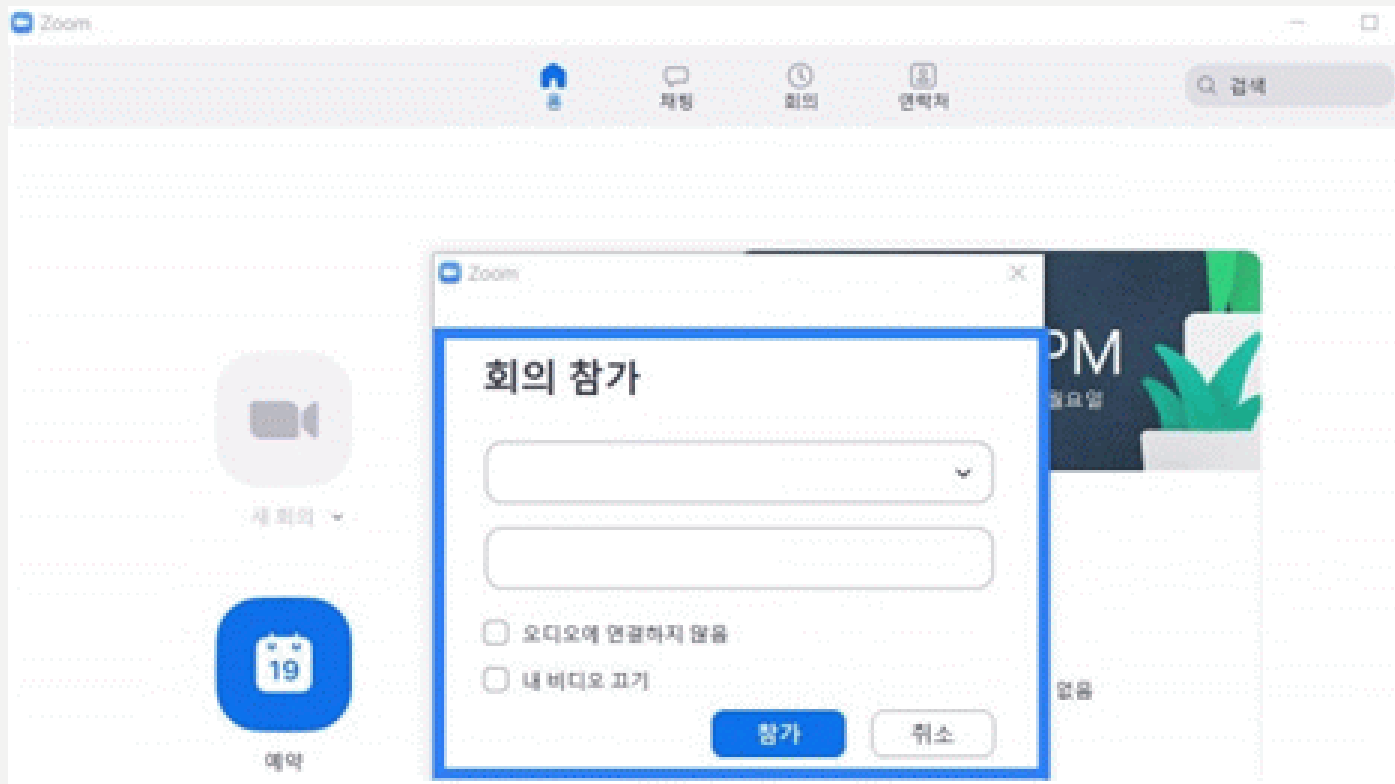 Zoom
홈
채팅
회의
연락처
검색
Zoom
회의 참가
PM
월요일
새 회의
오디오에 연결하지 않음
내 비디오 끄기
19
없음
참가
취소
예약